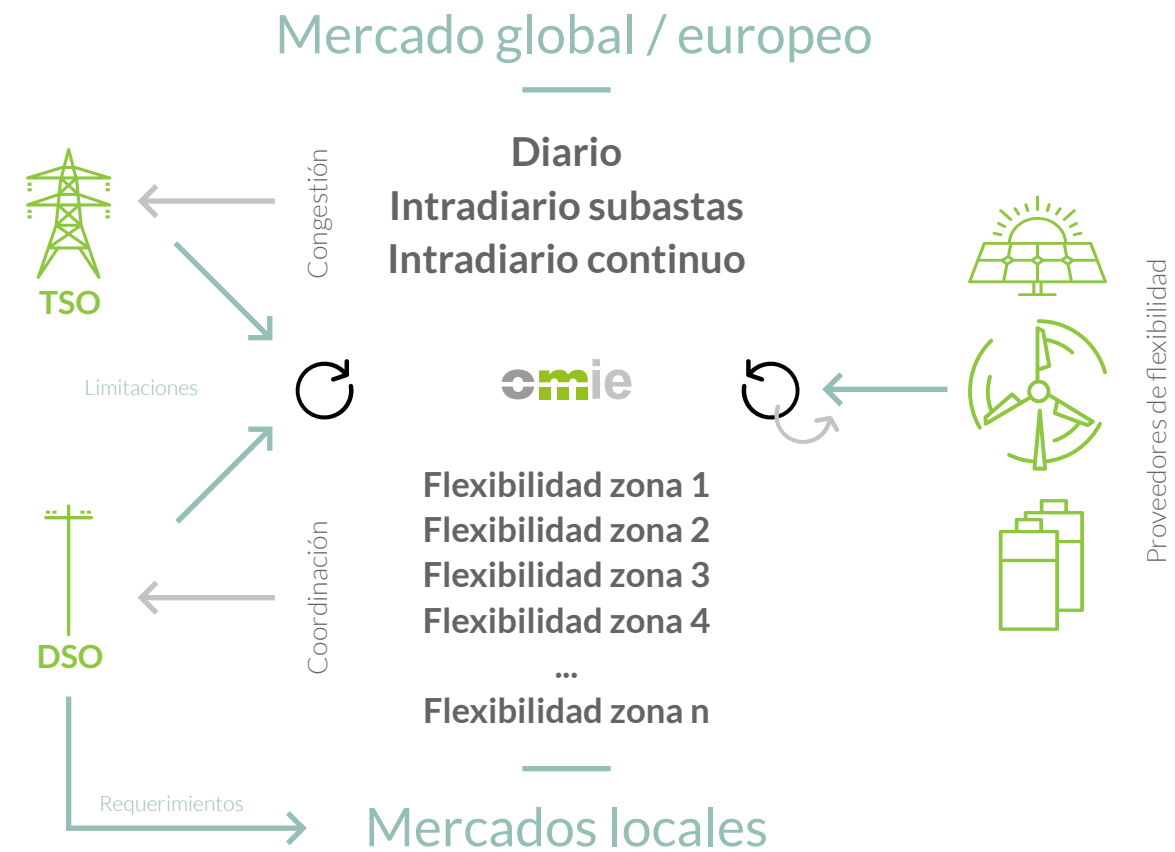 Mercado global / europeo
Diario
Intradiario subastas
Intradiario continuo
Congestión
TSO
Limitaciones
omie
Proveedores de flexibilidad
Flexibilidad zona 1
Flexibilidad zona 2
Flexibilidad zona 3
Flexibilidad zona 4
...
Flexibilidad zona n
Coordinación
DSO
Requerimientos
Mercados locales